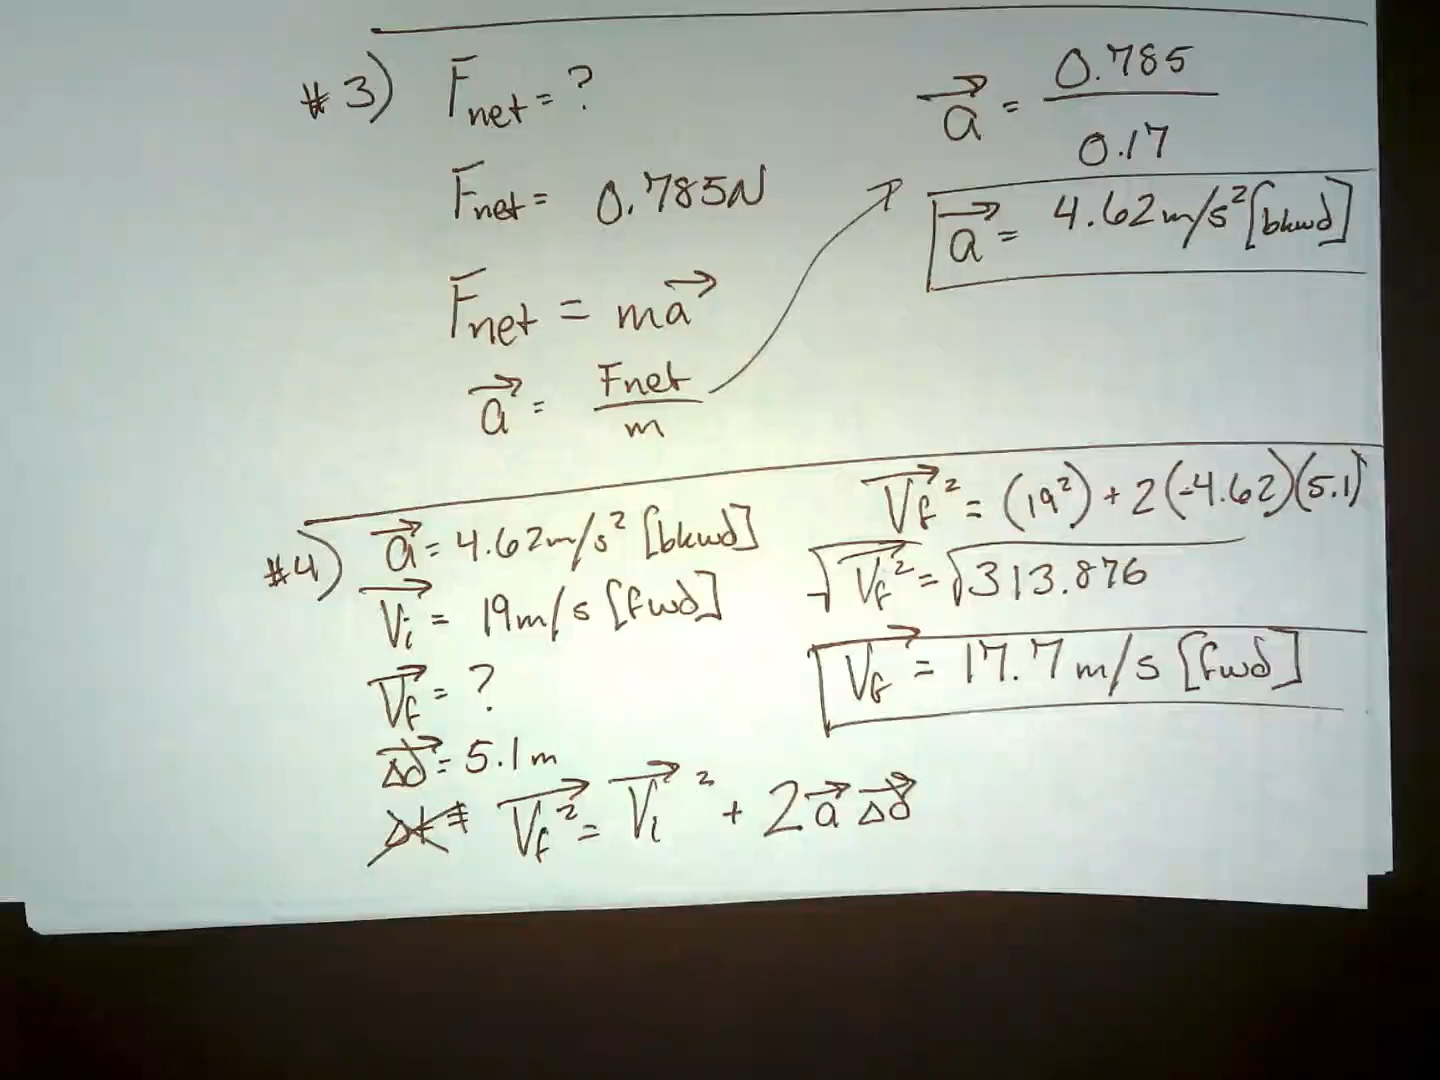 #3) Fnet = ?
Fnet = 0.785N
Fnet = ma
a = Fnet/m
a = 0.785/0.17
a = 4.62m/s² [bkwd]
#4) a = 4.62m/s² [bkwd]
Vi = 19m/s [fwd]
Vf = ?
Δd = 5.1m
Δt =
Vf² = Vi² + 2aΔd
Vf² = (19²) + 2(-4.62)(5.1)
√Vf² = √313.876
Vf = 17.7m/s [fwd]